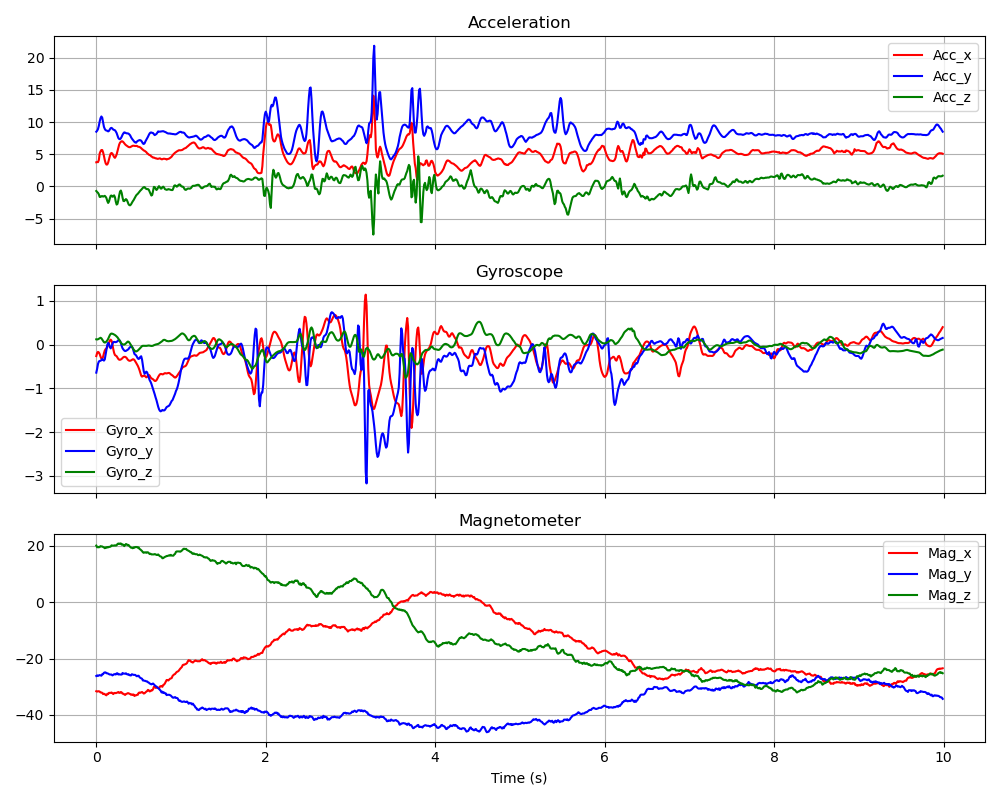 Acceleration
20
15
10
5
0
−5
Acc_x
Acc_y
Acc_z
Gyroscope
1
0
−1
−2
−3
Gyro_x
Gyro_y
Gyro_z
Magnetometer
20
0
−20
−40
Mag_x
Mag_y
Mag_z
0 2 4 6 8 10
Time (s)